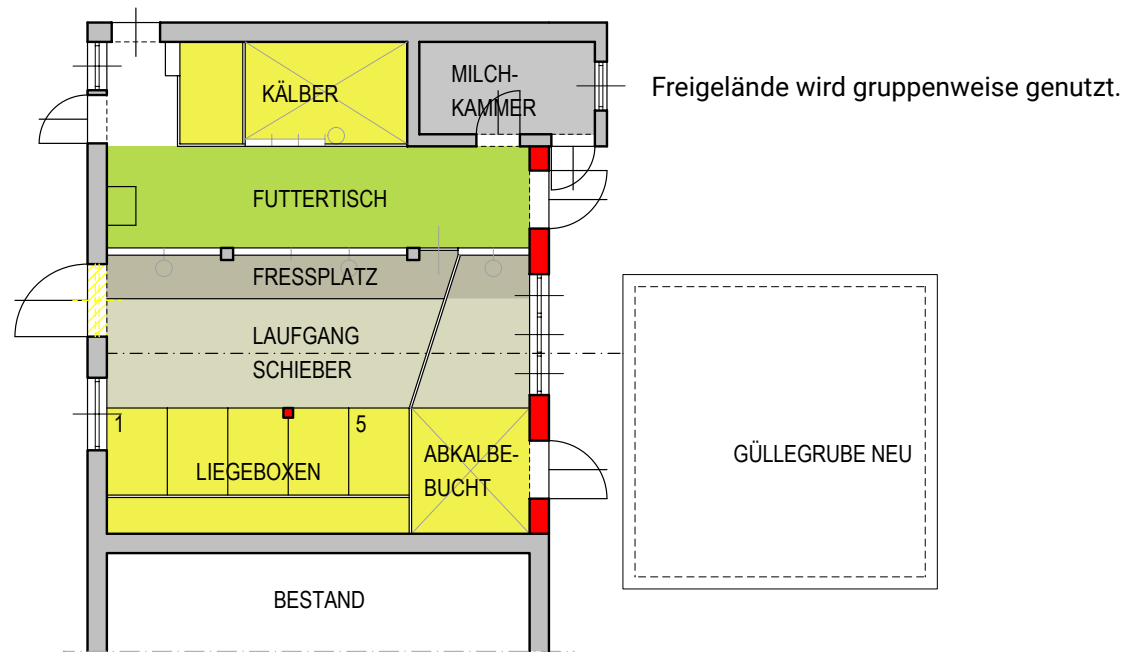 MILCH-
KAMMER
KÄLBER
Freigelände wird gruppenweise genutzt.
FUTTERTISCH
FRESSPLATZ
LAUFGANG
SCHIEBER
1
5
LIEGEBOXEN
ABKALBE-
BUCHT
GÜLLEGRUBE NEU
BESTAND